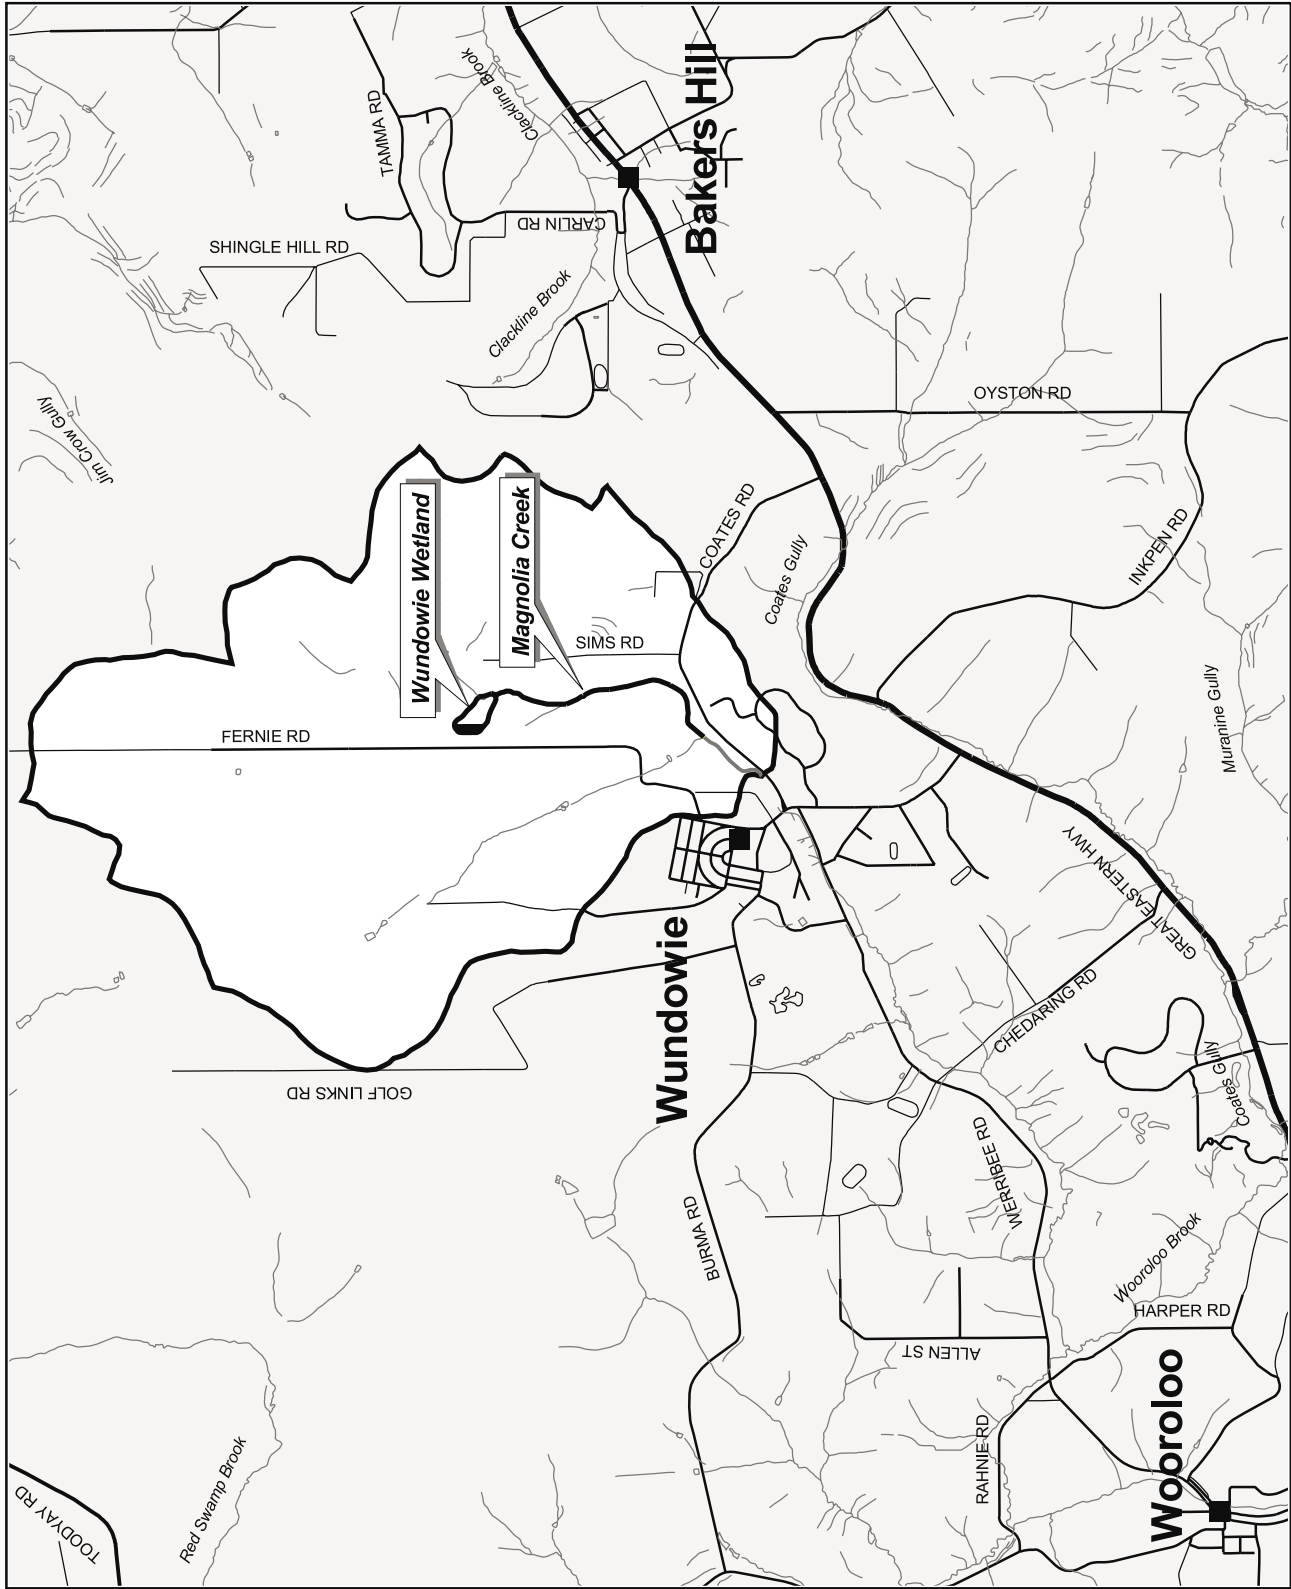 Clackline Brook
TAMMA RD
Bakers Hill
CARLIN RD
SHINGLE HILL RD
Clackline Brook
OYSTON RD
Jim Crow Gully
Wundowie Wetland
Magnolia Creek
COATES RD
Coates Gully
INKPEN RD
SIMS RD
Muranine Gully
FERNIE RD
GREAT EASTERN HWY
Wundowie
CHEDARING RD
GOLF LINKS RD
Coates Gully
WERRIBEE RD
BURMA RD
Wooroloo Brook
HARPER RD
ALLEN ST
Wooroloo
RAHNIE RD
Red Swamp Brook
TOODYAY RD